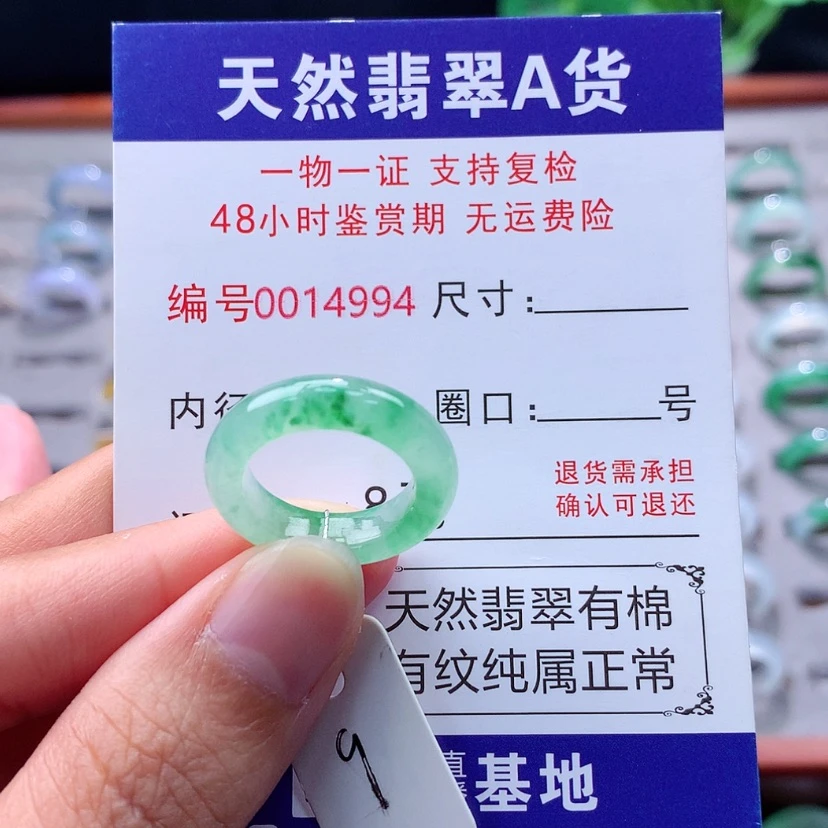 天然翡翠A货
一物一证 支持复检
48小时鉴赏期 无运费险
编号0014994 尺寸:
内径 圈口: 号
退货需承担
确认可退还
天然翡翠有棉
有纹纯属正常
基地
9